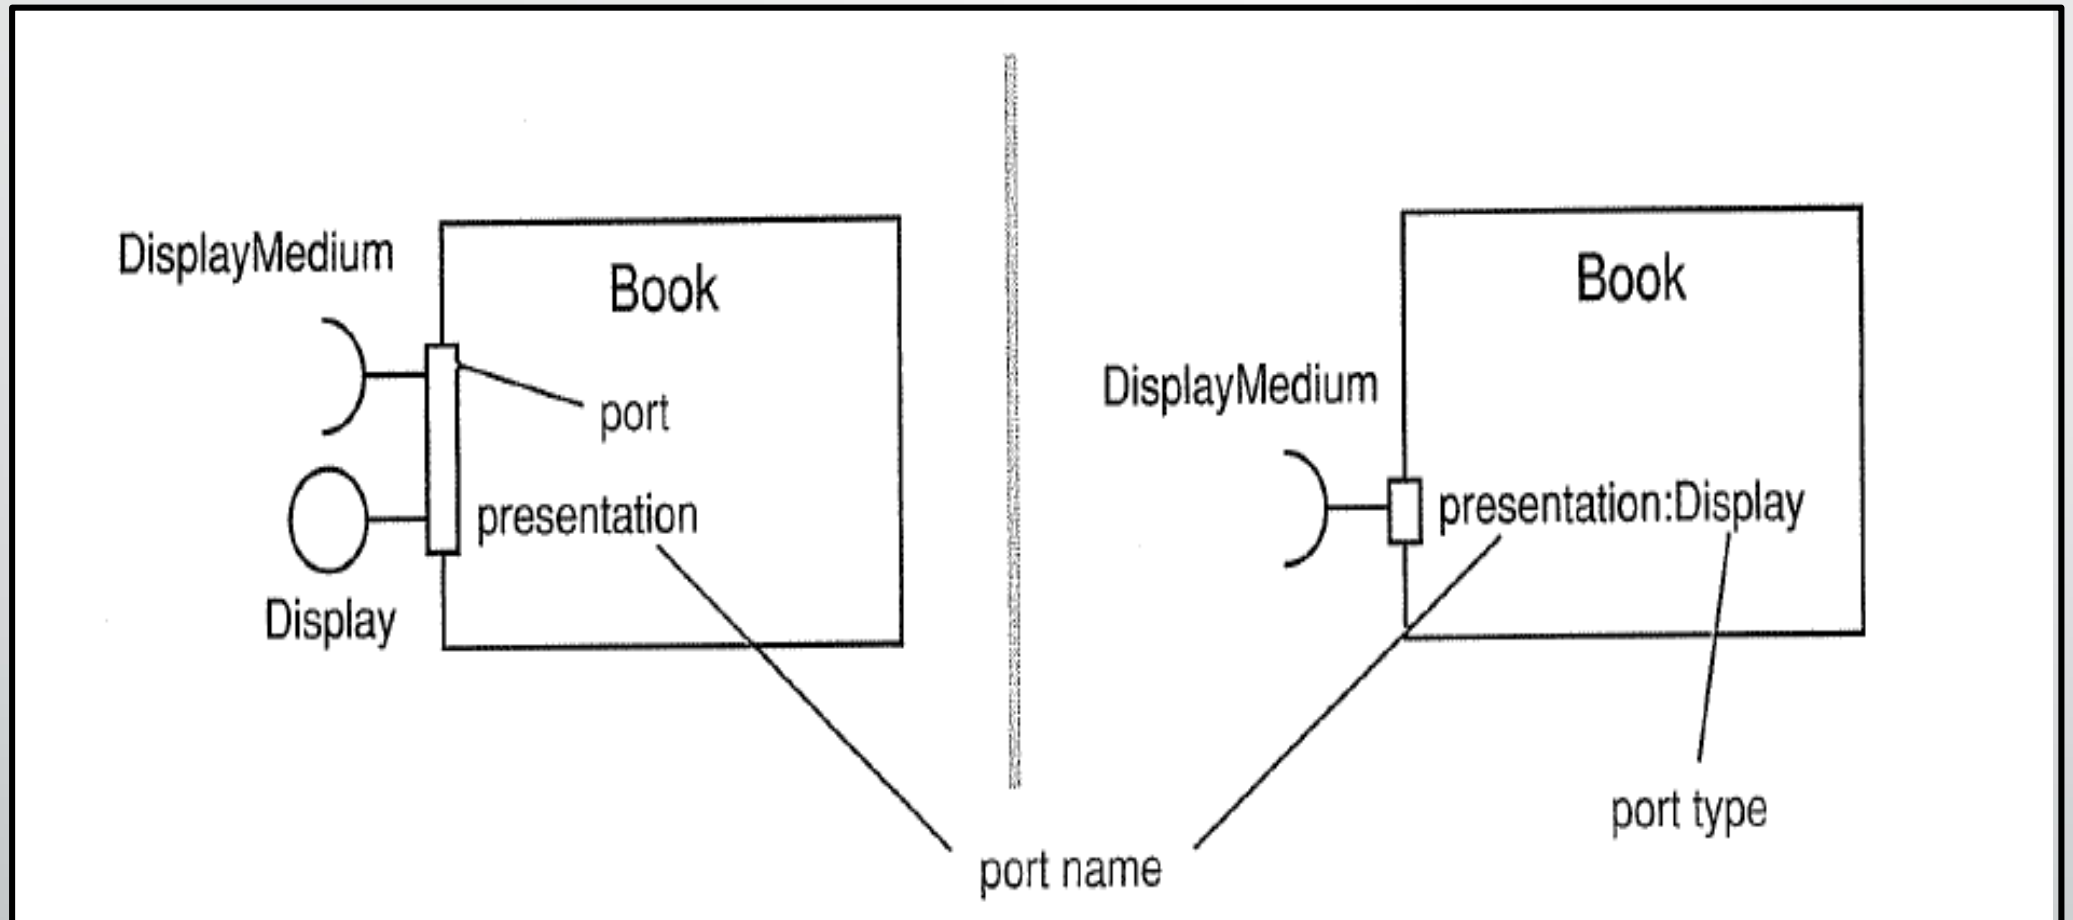 DisplayMedium
Book
port
presentation
Display
Book
DisplayMedium
presentation:Display
port type
port name